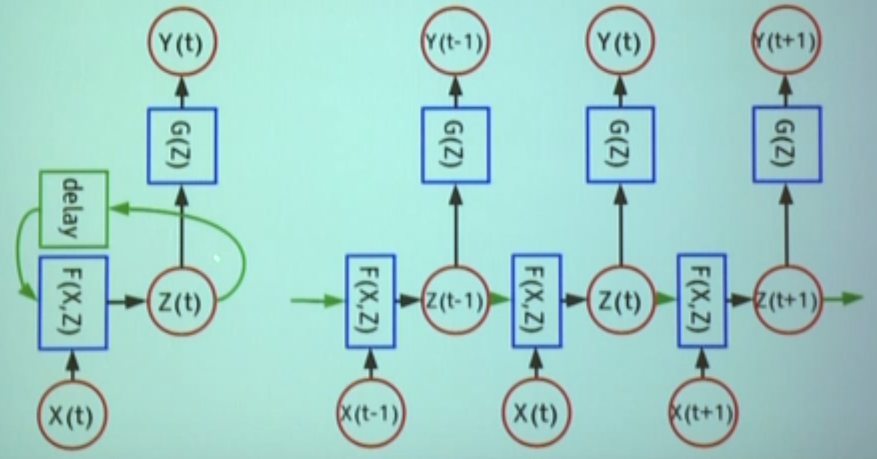 Y(t)
G(Z)
delay
F(X,Z)
Z(t)
X(t)
Y(t-1)
Y(t)
Y(t+1)
G(Z)
G(Z)
G(Z)
F(X,Z)
Z(t-1)
F(X,Z)
Z(t)
F(X,Z)
Z(t+1)
X(t-1)
X(t)
X(t+1)